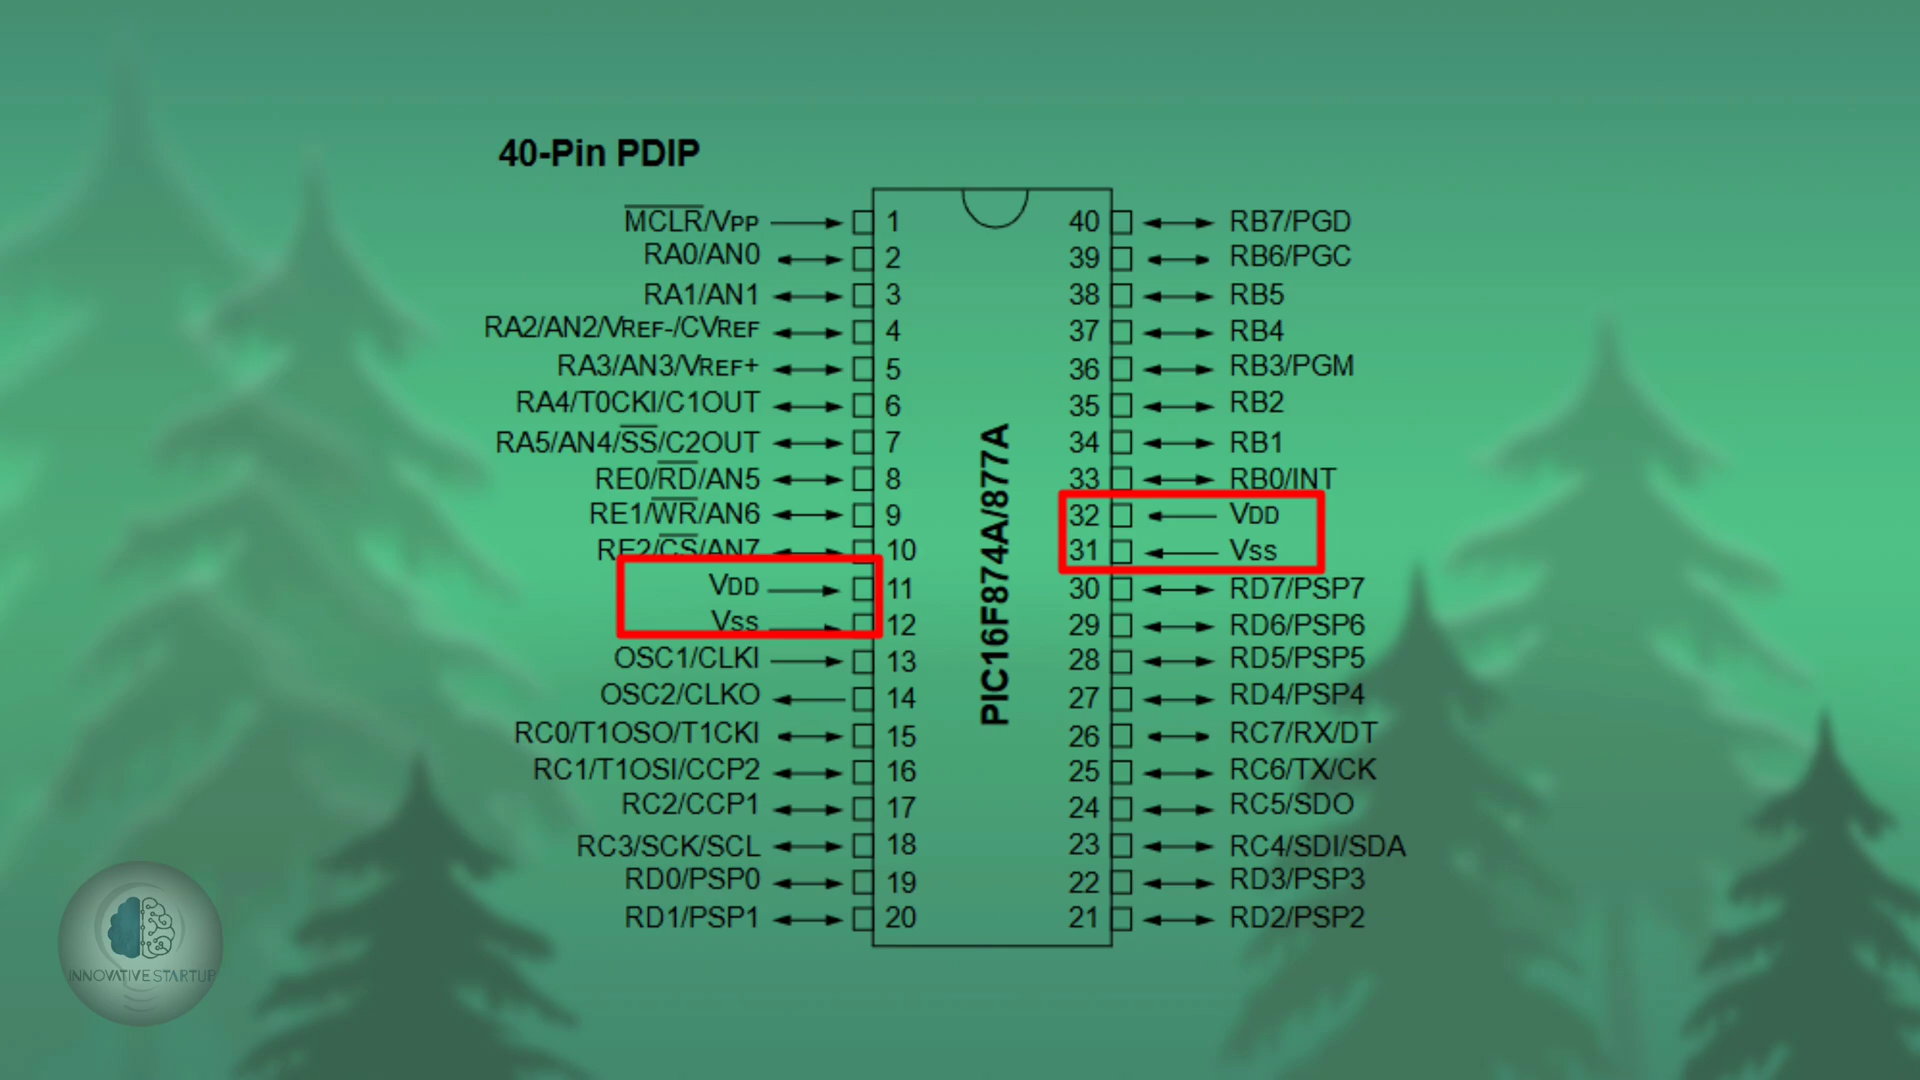 40-Pin PDIP
MCLR/VPP 1 40 RB7/PGD
RA0/AN0 2 39 RB6/PGC
RA1/AN1 3 38 RB5
RA2/AN2/VREF-/CVREF 4 37 RB4
RA3/AN3/VREF+ 5 36 RB3/PGM
RA4/T0CKI/C1OUT 6 35 RB2
RA5/AN4/SS/C2OUT 7 34 RB1
RE0/RD/AN5 8 33 RB0/INT
RE1/WR/AN6 9 32 VDD
RE2/CS/AN7 10 31 VSS
VDD 11 30 RD7/PSP7
VSS 12 29 RD6/PSP6
OSC1/CLKI 13 28 RD5/PSP5
OSC2/CLKO 14 27 RD4/PSP4
RC0/T1OSO/T1CKI 15 26 RC7/RX/DT
RC1/T1OSI/CCP2 16 25 RC6/TX/CK
RC2/CCP1 17 24 RC5/SDO
RC3/SCK/SCL 18 23 RC4/SDI/SDA
RD0/PSP0 19 22 RD3/PSP3
RD1/PSP1 20 21 RD2/PSP2
PIC16F874A/877A
INNOVATIVE STARTUP